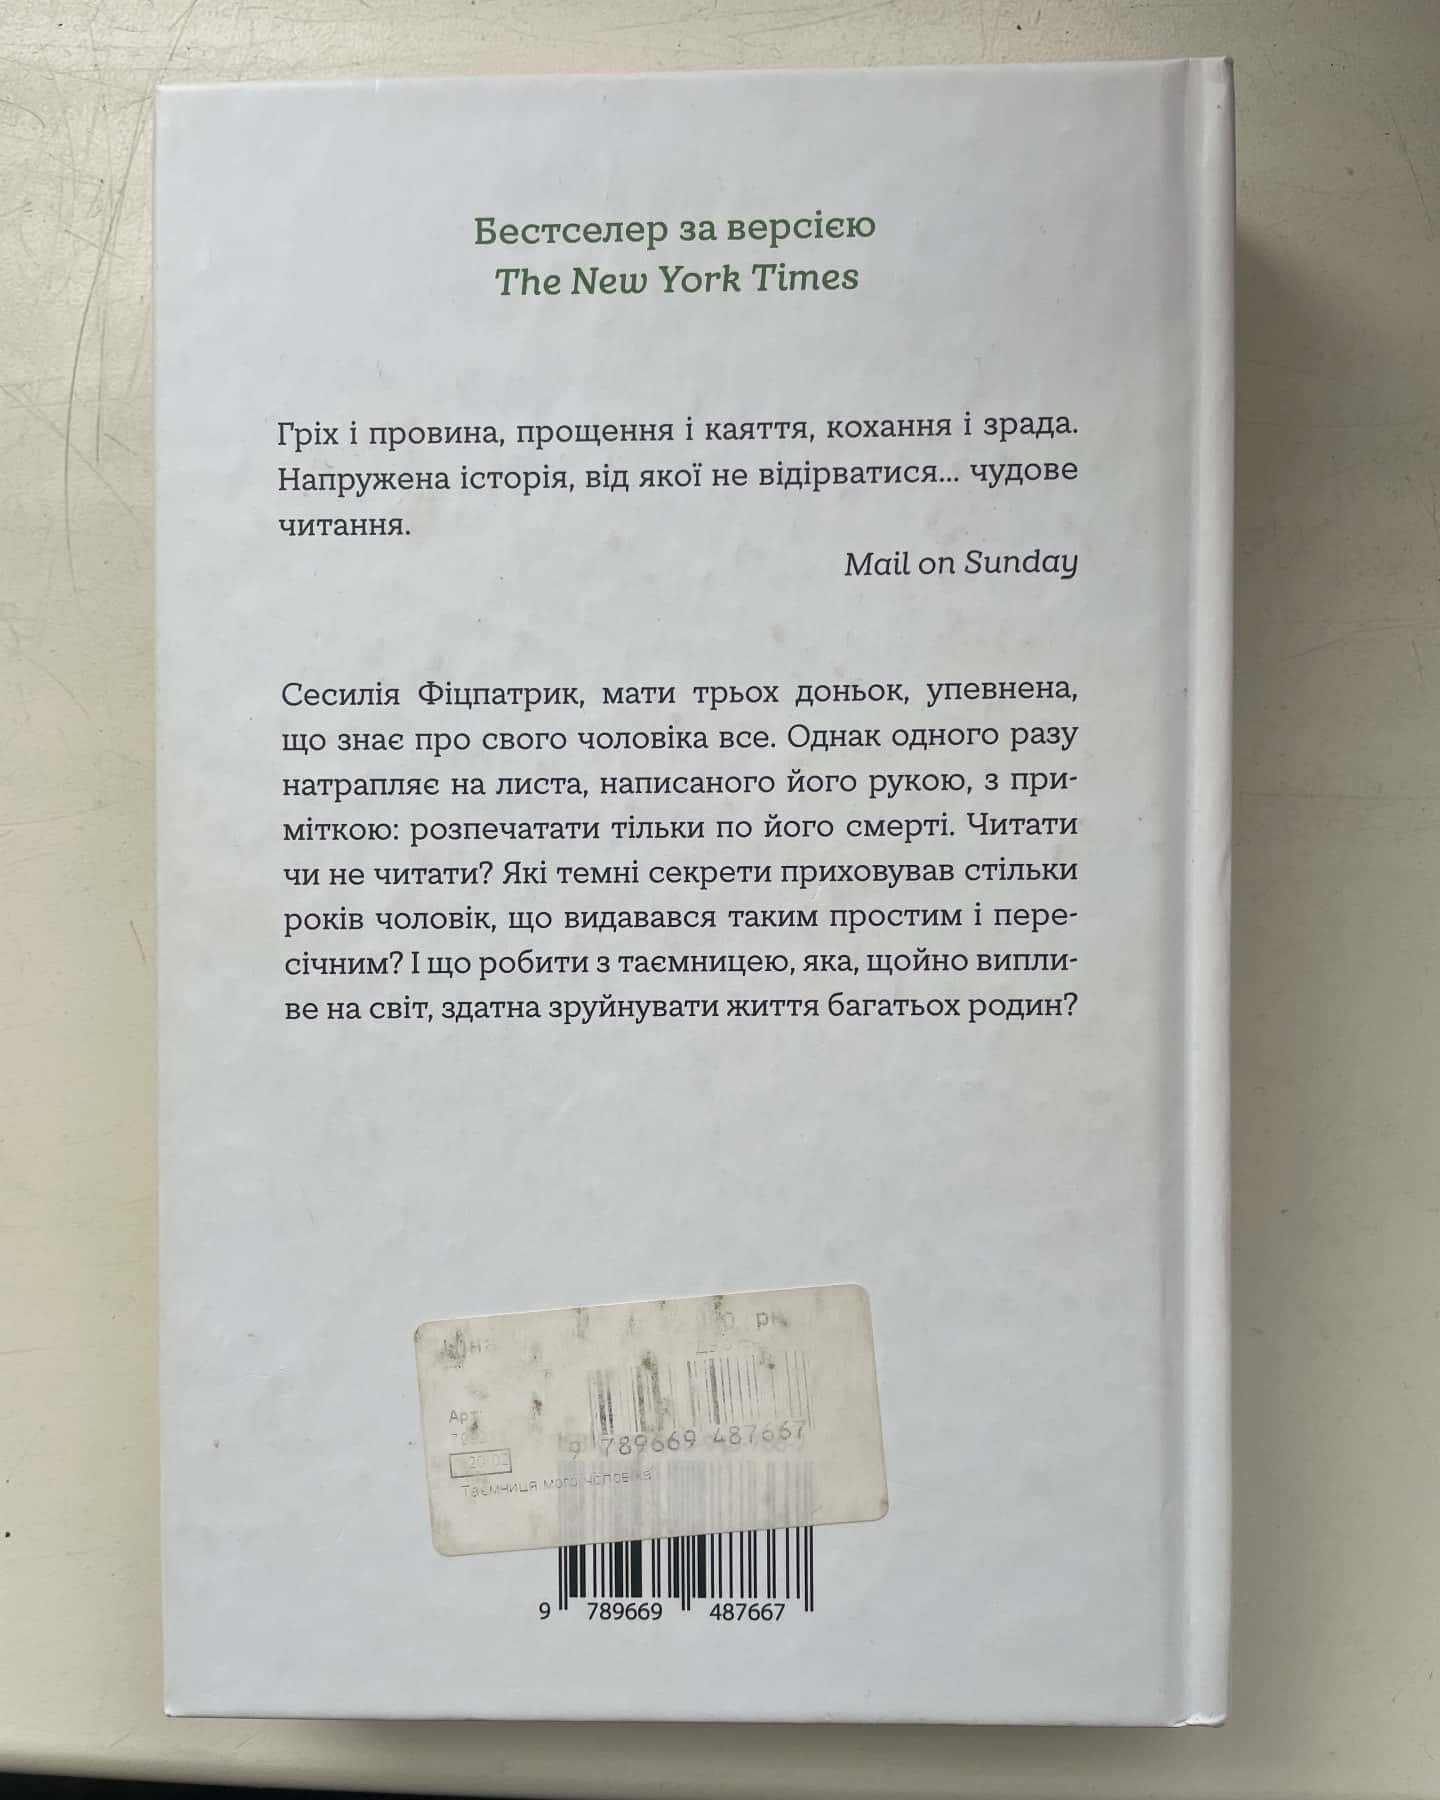 Бестселер за версією
The New York Times
Гріх і провина, прощення і каяття, кохання і зрада.
Напружена історія, від якої не відірватися... чудове
читання.
Mail on Sunday
Сесилія Фіцпатрик, мати трьох доньок, упевнена,
що знає про свого чоловіка все. Однак одного разу
натрапляє на листа, написаного його рукою, з при-
міткою: розпечатати тільки по його смерті. Читати
чи не читати? Які темні секрети приховував стільки
років чоловік, що видавався таким простим і пере-
січним? І що робити з таємницею, яка, щойно випли-
ве на світ, здатна зруйнувати життя багатьох родин?
Арт
9 789669 487667
Таємниця мого чоловіка
9 789669 487667